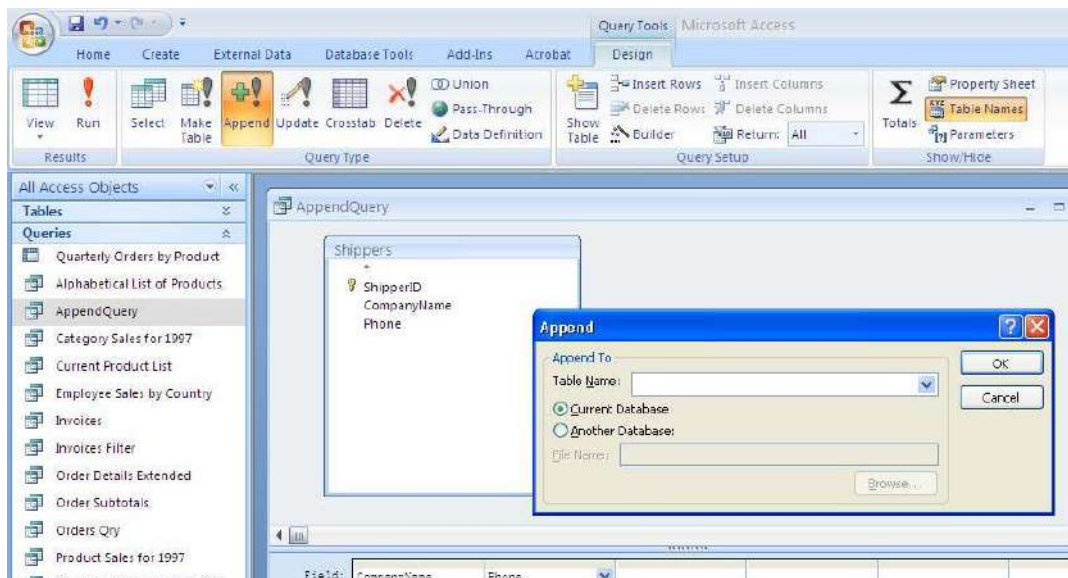 Query Tools Microsoft Access
Home Create External Data Database Tools Add-Ins Acrobat Design
View Run Select Make Table Append Update Crosstab Delete
Union
Pass-Through
Data Definition
Show Table
Insert Rows Insert Columns
Delete Rows Delete Columns
Builder Return: All
Totals
Property Sheet
Table Names
Parameters
Results Query Type Query Setup Show/Hide
All Access Objects
Tables
Queries
Quarterly Orders by Product
Alphabetical List of Products
AppendQuery
Category Sales for 1997
Current Product List
Employee Sales by Country
Invoices
Invoices Filter
Order Details Extended
Order Subtotals
Orders Qry
Product Sales for 1997
AppendQuery
Shippers
*
ShipperID
CompanyName
Phone
Append
Append To
Table Name:
Current Database
Another Database:
File Name:
Browse...
OK
Cancel
Field: CompanyName Phone